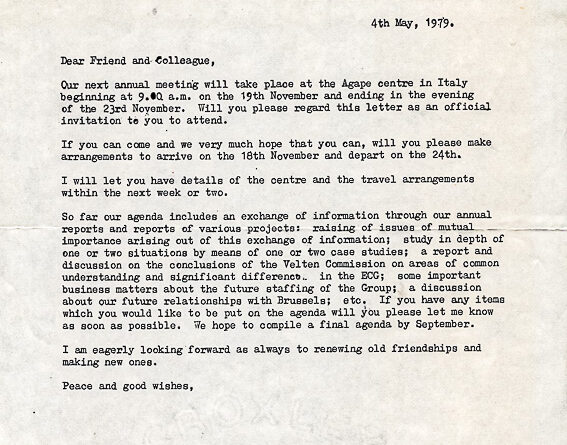 4th May, 1979.
Dear Friend and Colleague,
Our next annual meeting will take place at the Agape centre in Italy
beginning at 9.00 a.m. on the 19th November and ending in the evening
of the 23rd November. Will you please regard this letter as an official
invitation to you to attend.
If you can come and we very much hope that you can, will you please make
arrangements to arrive on the 18th November and depart on the 24th.
I will let you have details of the centre and the travel arrangements
within the next week or two.
So far our agenda includes an exchange of information through our annual
reports and reports of various projects: raising of issues of mutual
importance arising out of this exchange of information; study in depth of
one or two situations by means of one or two case studies; a report and
discussion on the conclusions of the Velten Commission on areas of common
understanding and significant difference.. in the ECG; some important
business matters about the future staffing of the Group; a discussion
about our future relationships with Brussels; etc. If you have any items
which you would like to be put on the agenda will you please let me know
as soon as possible. We hope to compile a final agenda by September.
I am eagerly looking forward as always to renewing old friendships and
making new ones.
Peace and good wishes,